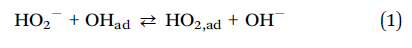 HO₂⁻ + OHₐd ⇄ HO₂,ad + OH⁻ (1)